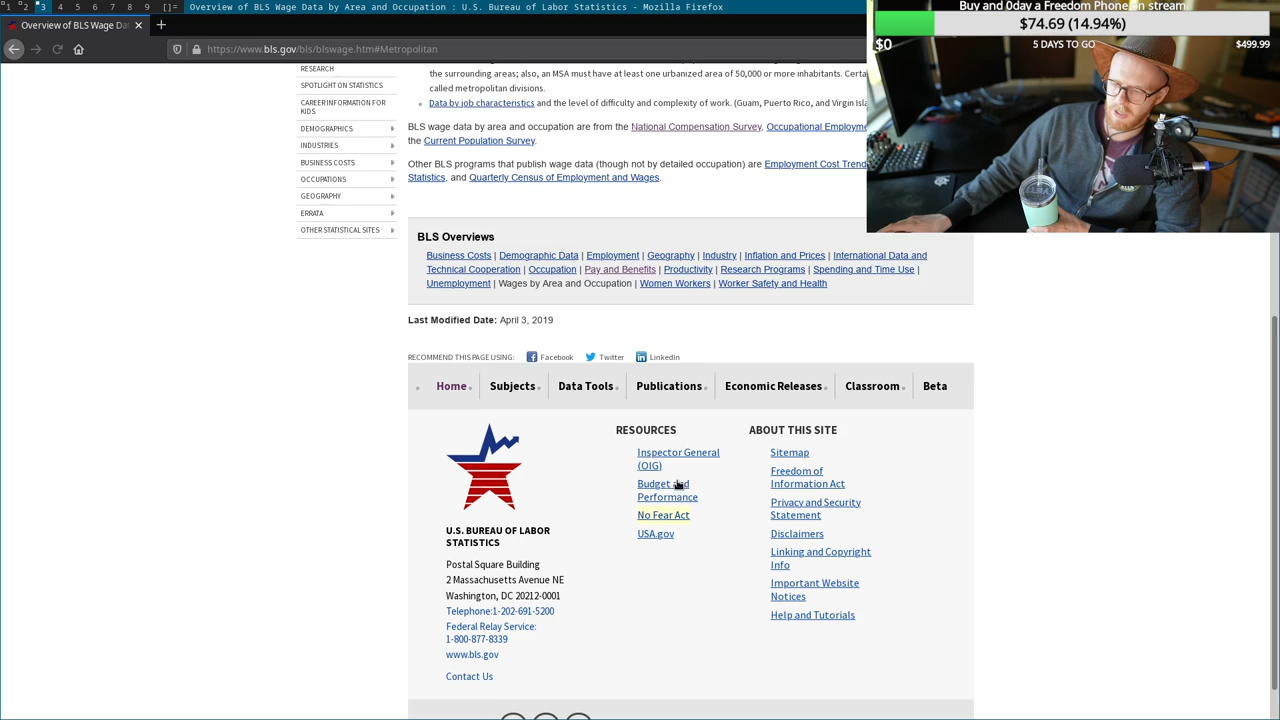 1 2 3 4 5 6 7 8 9 []= Overview of BLS Wage Data by Area and Occupation : U.S. Bureau of Labor Statistics - Mozilla Firefox
Buy and 0day a Freedom Phone on stream
Overview of BLS Wage Dat
$74.69 (14.94%)
$0 5 DAYS TO GO $499.99
https://www.bls.gov/bls/blswage.htm#Metropolitan
RESEARCH
SPOTLIGHT ON STATISTICS
CAREER INFORMATION FOR
KIDS
DEMOGRAPHICS
INDUSTRIES
BUSINESS COSTS
OCCUPATIONS
GEOGRAPHY
ERRATA
OTHER STATISTICAL SITES
the surrounding areas; also, an MSA must have at least one urbanized area of 50,000 or more inhabitants. Certa
called metropolitan divisions.
Data by job characteristics and the level of difficulty and complexity of work. (Guam, Puerto Rico, and Virgin Isla
BLS wage data by area and occupation are from the National Compensation Survey, Occupational Employme
the Current Population Survey.
Other BLS programs that publish wage data (though not by detailed occupation) are Employment Cost Trend
Statistics, and Quarterly Census of Employment and Wages.
BLS Overviews
Business Costs | Demographic Data | Employment | Geography | Industry | Inflation and Prices | International Data and
Technical Cooperation | Occupation | Pay and Benefits | Productivity | Research Programs | Spending and Time Use |
Unemployment | Wages by Area and Occupation | Women Workers | Worker Safety and Health
Last Modified Date: April 3, 2019
RECOMMEND THIS PAGE USING: Facebook Twitter LinkedIn
Home Subjects Data Tools Publications Economic Releases Classroom Beta
U.S. BUREAU OF LABOR
STATISTICS
Postal Square Building
2 Massachusetts Avenue NE
Washington, DC 20212-0001
Telephone:1-202-691-5200
Federal Relay Service:
1-800-877-8339
www.bls.gov
Contact Us
RESOURCES
Inspector General
(OIG)
Budget and
Performance
No Fear Act
USA.gov
ABOUT THIS SITE
Sitemap
Freedom of
Information Act
Privacy and Security
Statement
Disclaimers
Linking and Copyright
Info
Important Website
Notices
Help and Tutorials